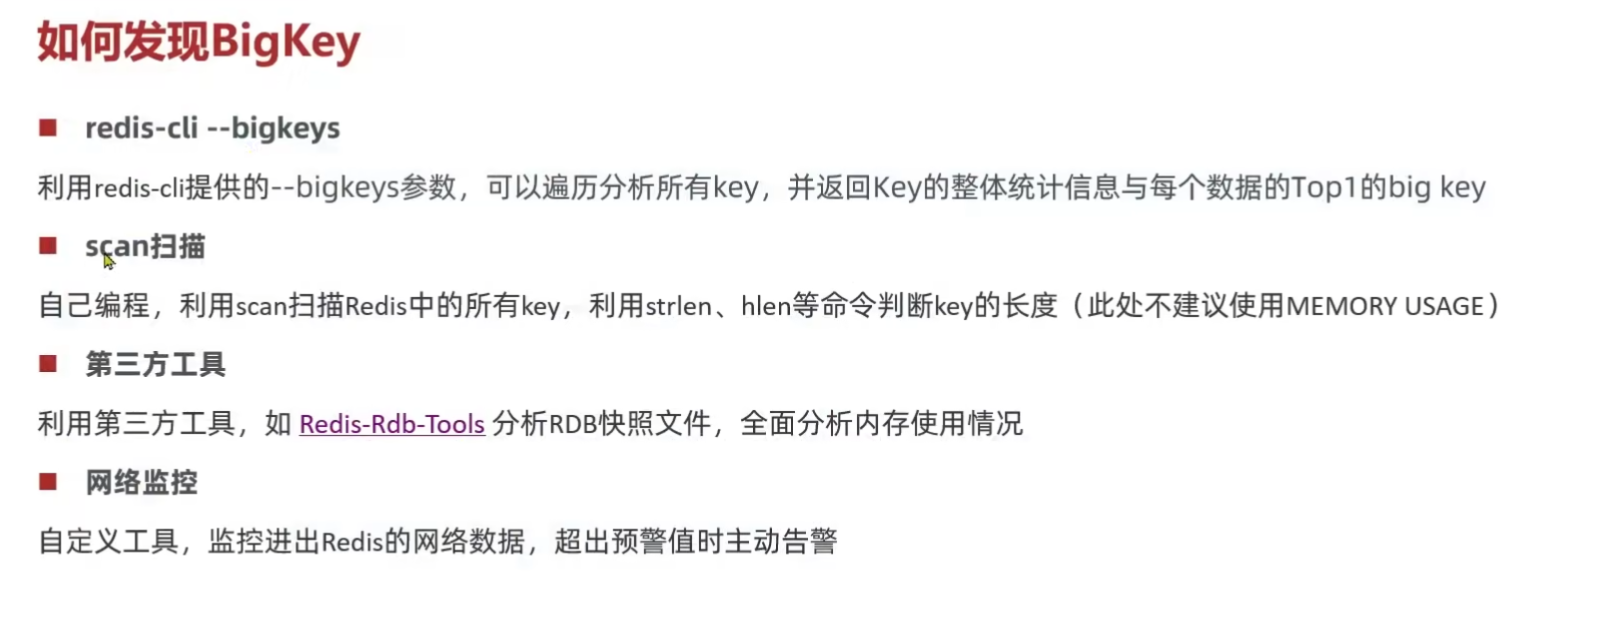 如何发现BigKey
redis-cli --bigkeys
利用redis-cli提供的--bigkeys参数，可以遍历分析所有key，并返回Key的整体统计信息与每个数据的Top1的big key
scan扫描
自己编程，利用scan扫描Redis中的所有key，利用strlen、hlen等命令判断key的长度（此处不建议使用MEMORY USAGE）
第三方工具
利用第三方工具，如 Redis-Rdb-Tools 分析RDB快照文件，全面分析内存使用情况
网络监控
自定义工具，监控进出Redis的网络数据，超出预警值时主动告警